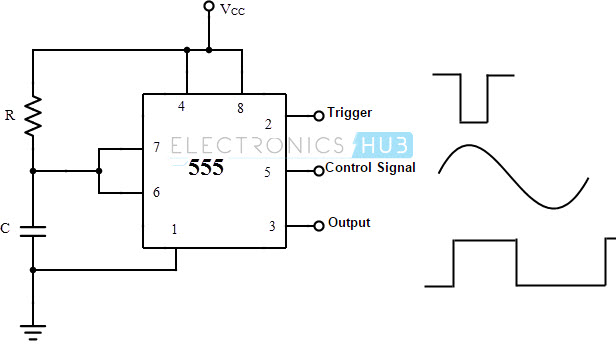 VCC
R
4
8
2
Trigger
ELECTRONICS HUB
7
555
5
Control Signal
6
C
1
3
Output